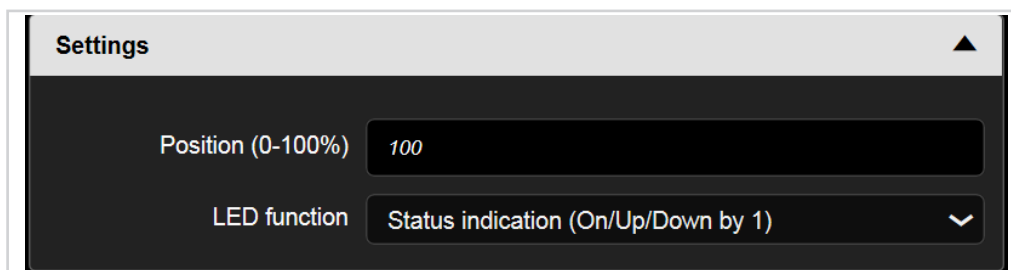 Settings
Position (0-100%) 100
LED function Status indication (On/Up/Down by 1)